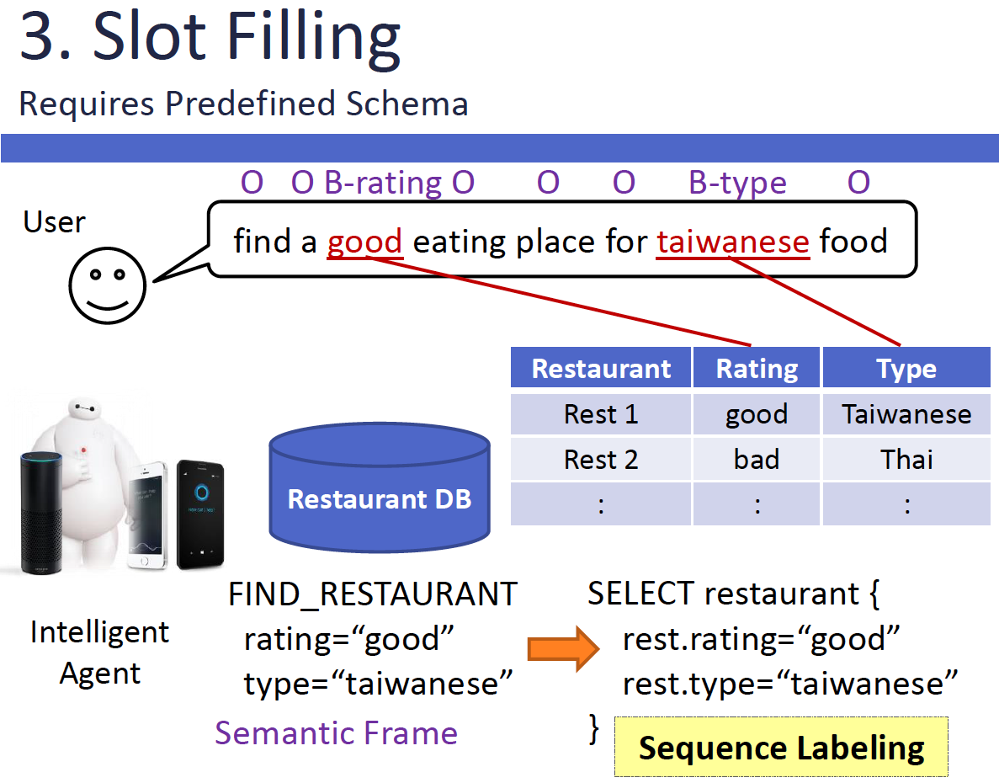 3. Slot Filling
Requires Predefined Schema
O O B-rating O O O B-type O
User
find a good eating place for taiwanese food
Restaurant Rating Type
Rest 1 good Taiwanese
Rest 2 bad Thai
: : :
Restaurant DB
Intelligent
Agent
FIND_RESTAURANT
rating=“good”
type=“taiwanese”
Semantic Frame
SELECT restaurant {
rest.rating=“good”
rest.type=“taiwanese”
}
Sequence Labeling